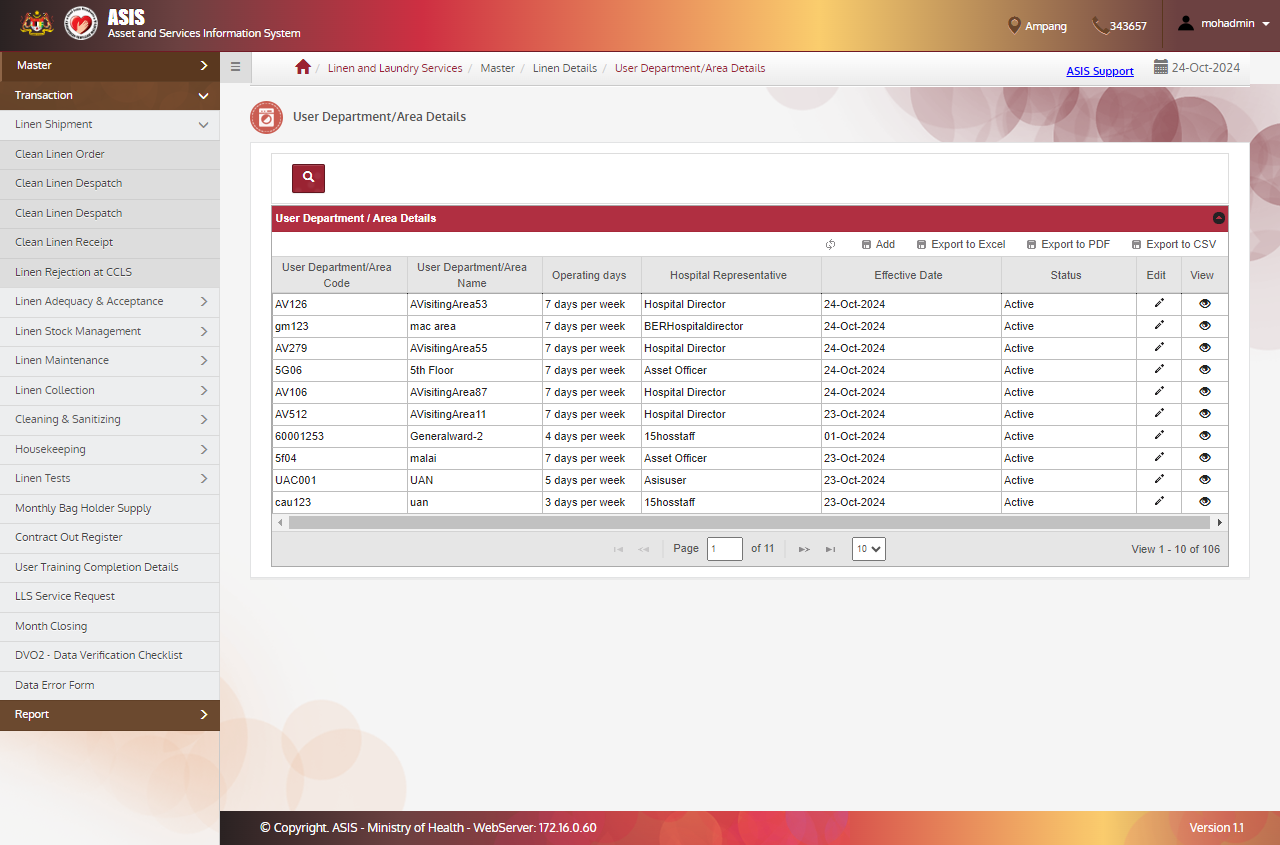 ASIS
Asset and Services Information System
Ampang
343657
mohadmin
Master
Transaction
Linen Shipment
Clean Linen Order
Clean Linen Despatch
Clean Linen Despatch
Clean Linen Receipt
Linen Rejection at CCLS
Linen Adequacy & Acceptance
Linen Stock Management
Linen Maintenance
Linen Collection
Cleaning & Sanitizing
Housekeeping
Linen Tests
Monthly Bag Holder Supply
Contract Out Register
User Training Completion Details
LLS Service Request
Month Closing
DVO2 - Data Verification Checklist
Data Error Form
Report
/ Linen and Laundry Services / Master / Linen Details / User Department/Area Details
ASIS Support
24-Oct-2024
User Department/Area Details
User Department / Area Details
Add Export to Excel Export to PDF Export to CSV
User Department/Area Code User Department/Area Name Operating days Hospital Representative Effective Date Status Edit View
AV126 AVisitingArea53 7 days per week Hospital Director 24-Oct-2024 Active
gm123 mac area 7 days per week BERHospitaldirector 24-Oct-2024 Active
AV279 AVisitingArea55 7 days per week Hospital Director 24-Oct-2024 Active
5G06 5th Floor 7 days per week Asset Officer 24-Oct-2024 Active
AV106 AVisitingArea87 7 days per week Hospital Director 24-Oct-2024 Active
AV512 AVisitingArea11 7 days per week Hospital Director 23-Oct-2024 Active
60001253 Generalward-2 4 days per week 15hosstaff 01-Oct-2024 Active
5f04 malai 7 days per week Asset Officer 23-Oct-2024 Active
UAC001 UAN 5 days per week Asisuser 23-Oct-2024 Active
cau123 uan 3 days per week 15hosstaff 23-Oct-2024 Active
Page 1 of 11 10 View 1 - 10 of 106
© Copyright. ASIS - Ministry of Health - WebServer: 172.16.0.60
Version 1.1